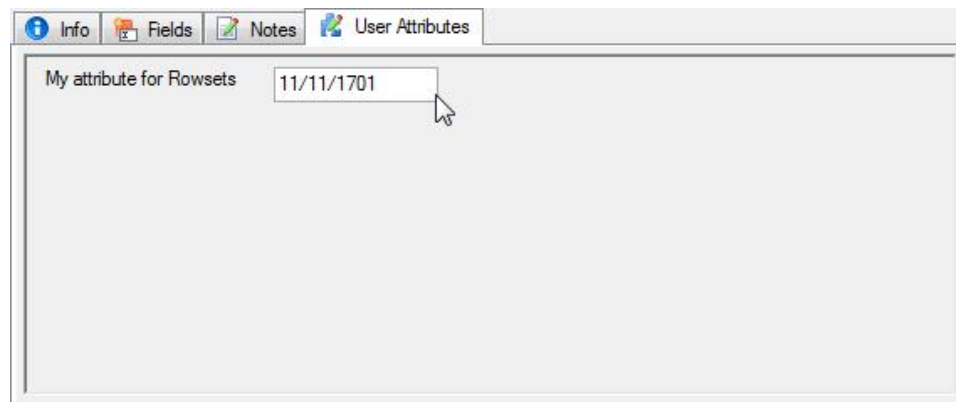 Info Fields Notes User Attributes
My attribute for Rowsets 11/11/1701